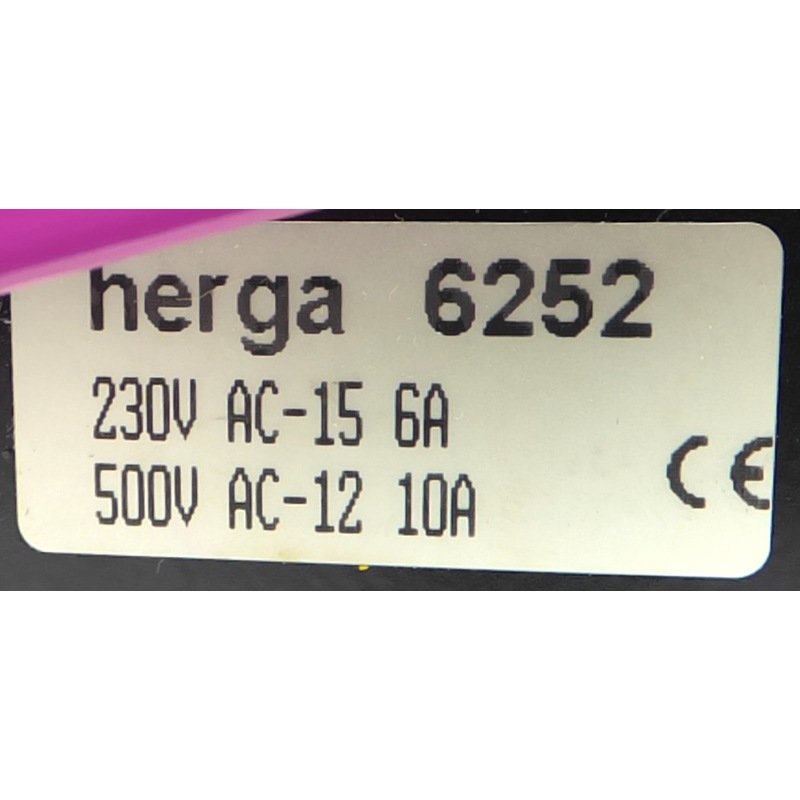 herga 6252
230V AC-15 6A
500V AC-12 10A
CE